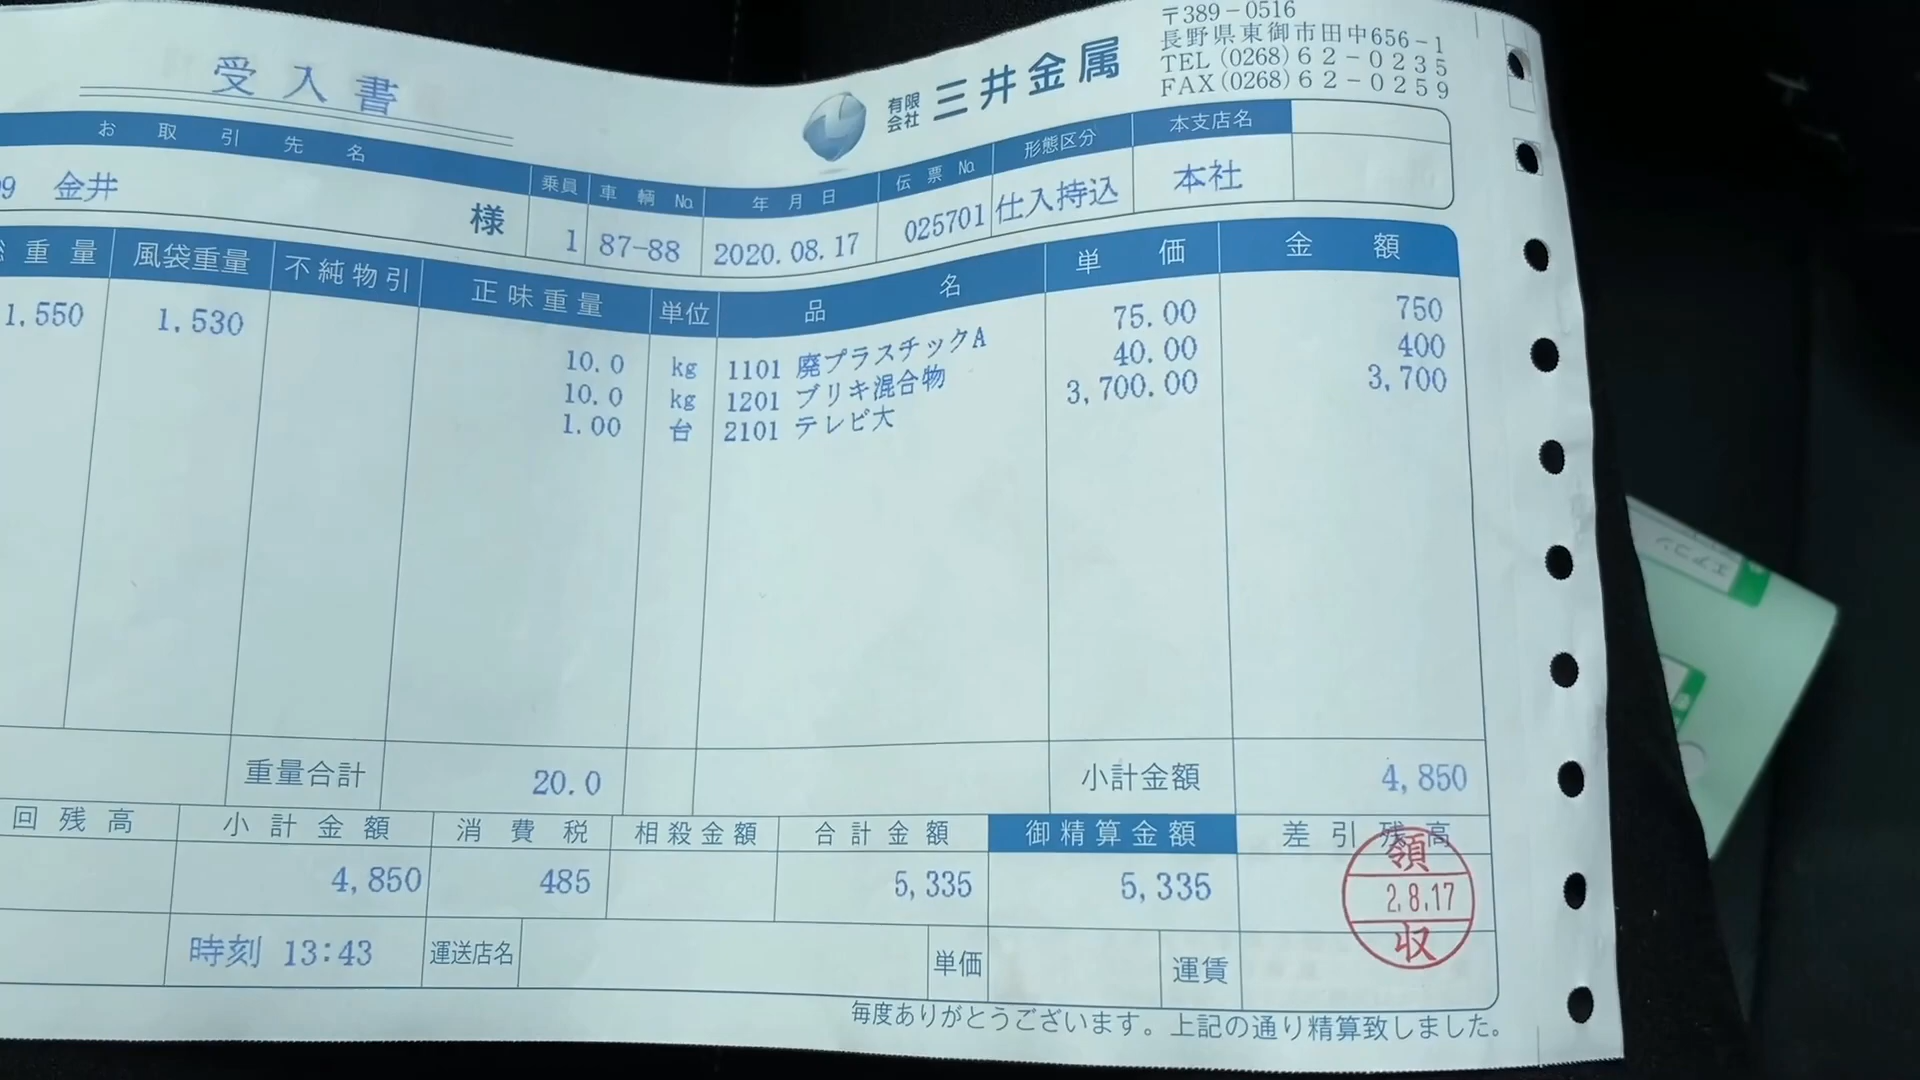 受入書
有限会社 三井金属
〒389-0516
長野県東御市田中656-1
TEL(0268)62-0235
FAX(0268)62-0259
お取引先名 乗員 車輌No. 年月日 伝票No. 形態区分 本支店名
金井 様 1 87-88 2020.08.17 025701 仕入持込 本社
重量 風袋重量 不純物引 正味重量 単位 品名 単価 金額
1,550 1,530
10.0 kg 1101 廃プラスチックA 75.00 750
10.0 kg 1201 ブリキ混合物 40.00 400
1.00 台 2101 テレビ大 3,700.00 3,700
重量合計 20.0 小計金額 4,850
回残高 小計金額 消費税 相殺金額 合計金額 御精算金額 差引残高
4,850 485 5,335 5,335
領
2.8.17
収
時刻 13:43 運送店名 単価 運賃
毎度ありがとうございます。上記の通り精算致しました。
エアコン